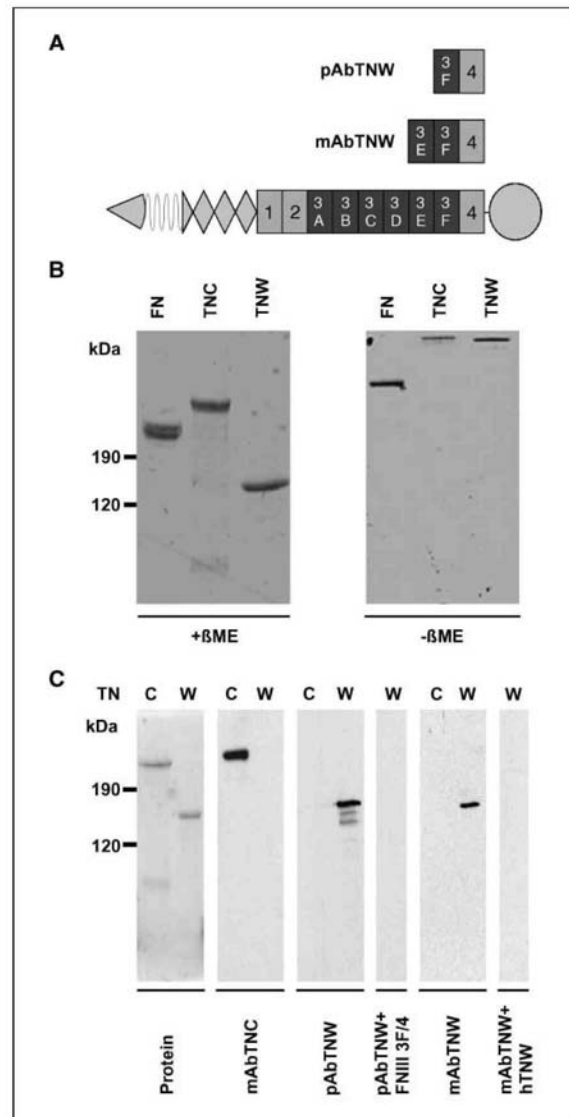 A
pAbTNW
3 F 4
mAbTNW
3 E 3 F 4
1 2 3 A 3 B 3 C 3 D 3 E 3 F 4
B
FN TNC TNW
FN TNC TNW
kDa
190
120
+ßME
-ßME
C
TN C W C W C W W C W W
kDa
190
120
Protein
mAbTNC
pAbTNW
pAbTNW+
FNIII 3F/4
mAbTNW
mAbTNW+
hTNW